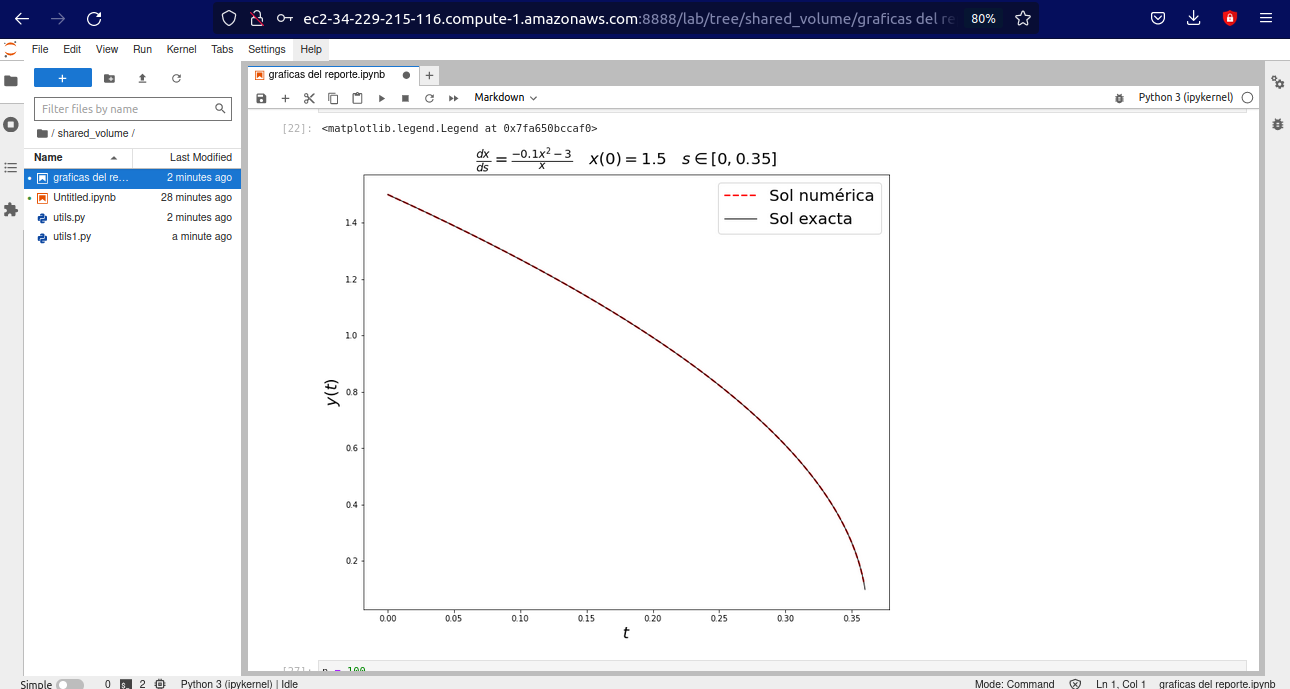 ec2-34-229-215-116.compute-1.amazonaws.com:8888/lab/tree/shared_volume/graficas del re
80%
File Edit View Run Kernel Tabs Settings Help
graficas del reporte.ipynb
Markdown
Python 3 (ipykernel)
Filter files by name
/ shared_volume /
Name Last Modified
graficas del re... 2 minutes ago
Untitled.ipynb 28 minutes ago
utils.py 2 minutes ago
utils1.py a minute ago
[22]: <matplotlib.legend.Legend at 0x7fa650bccaf0>
dx/ds = (−0.1x² − 3)/x x(0) = 1.5 s ∈ [0, 0.35]
Sol numérica
Sol exacta
1.4
1.2
1.0
0.8
0.6
0.4
0.2
y(t)
0.00 0.05 0.10 0.15 0.20 0.25 0.30 0.35
t
[27]: n = 100
Simple 0 2 Python 3 (ipykernel) | Idle Mode: Command Ln 1, Col 1 graficas del reporte.ipynb